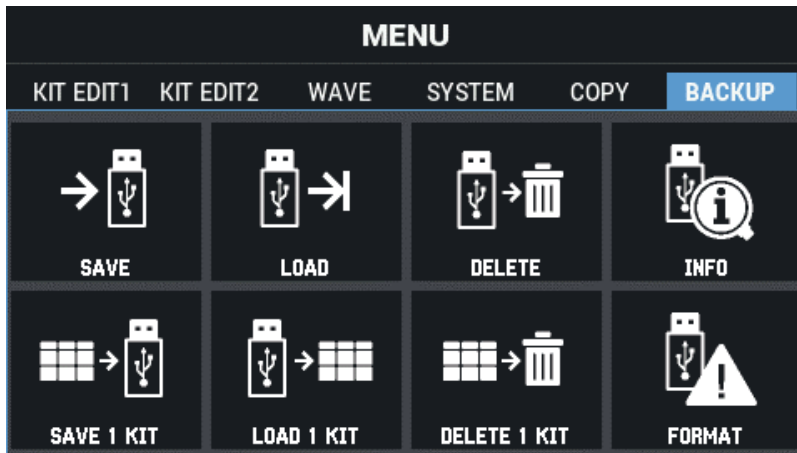 MENU
KIT EDIT1 KIT EDIT2 WAVE SYSTEM COPY BACKUP
SAVE LOAD DELETE INFO
SAVE 1 KIT LOAD 1 KIT DELETE 1 KIT FORMAT